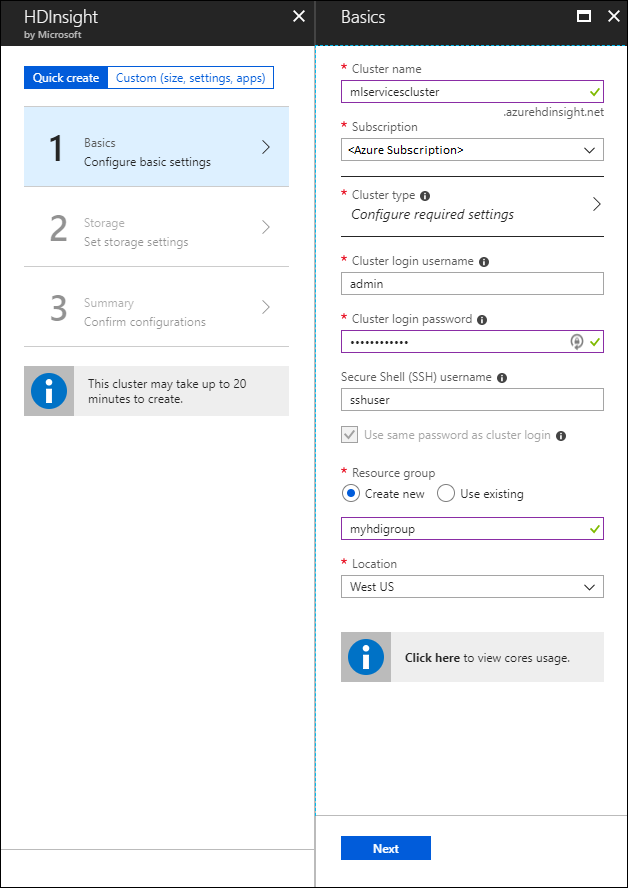 HDInsight
by Microsoft
Quick create
Custom (size, settings, apps)
1
Basics
Configure basic settings
2
Storage
Set storage settings
3
Summary
Confirm configurations
This cluster may take up to 20
minutes to create.
Basics
* Cluster name
mlservicescluster
.azurehdinsight.net
* Subscription
<Azure Subscription>
* Cluster type
Configure required settings
* Cluster login username
admin
* Cluster login password
••••••••••••
Secure Shell (SSH) username
sshuser
Use same password as cluster login
* Resource group
Create new
Use existing
myhdigroup
* Location
West US
Click here to view cores usage.
Next